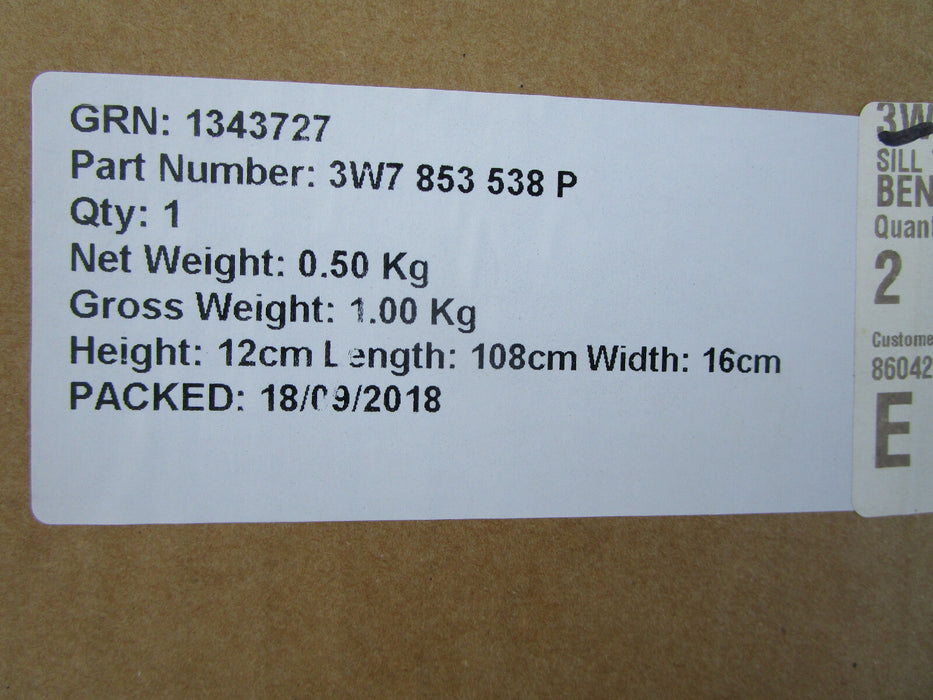 GRN: 1343727
Part Number: 3W7 853 538 P
Qty: 1
Net Weight: 0.50 Kg
Gross Weight: 1.00 Kg
Height: 12cm Length: 108cm Width: 16cm
PACKED: 18/09/2018
3W
SILL
BEN
Quant
2
Custome
86042
E